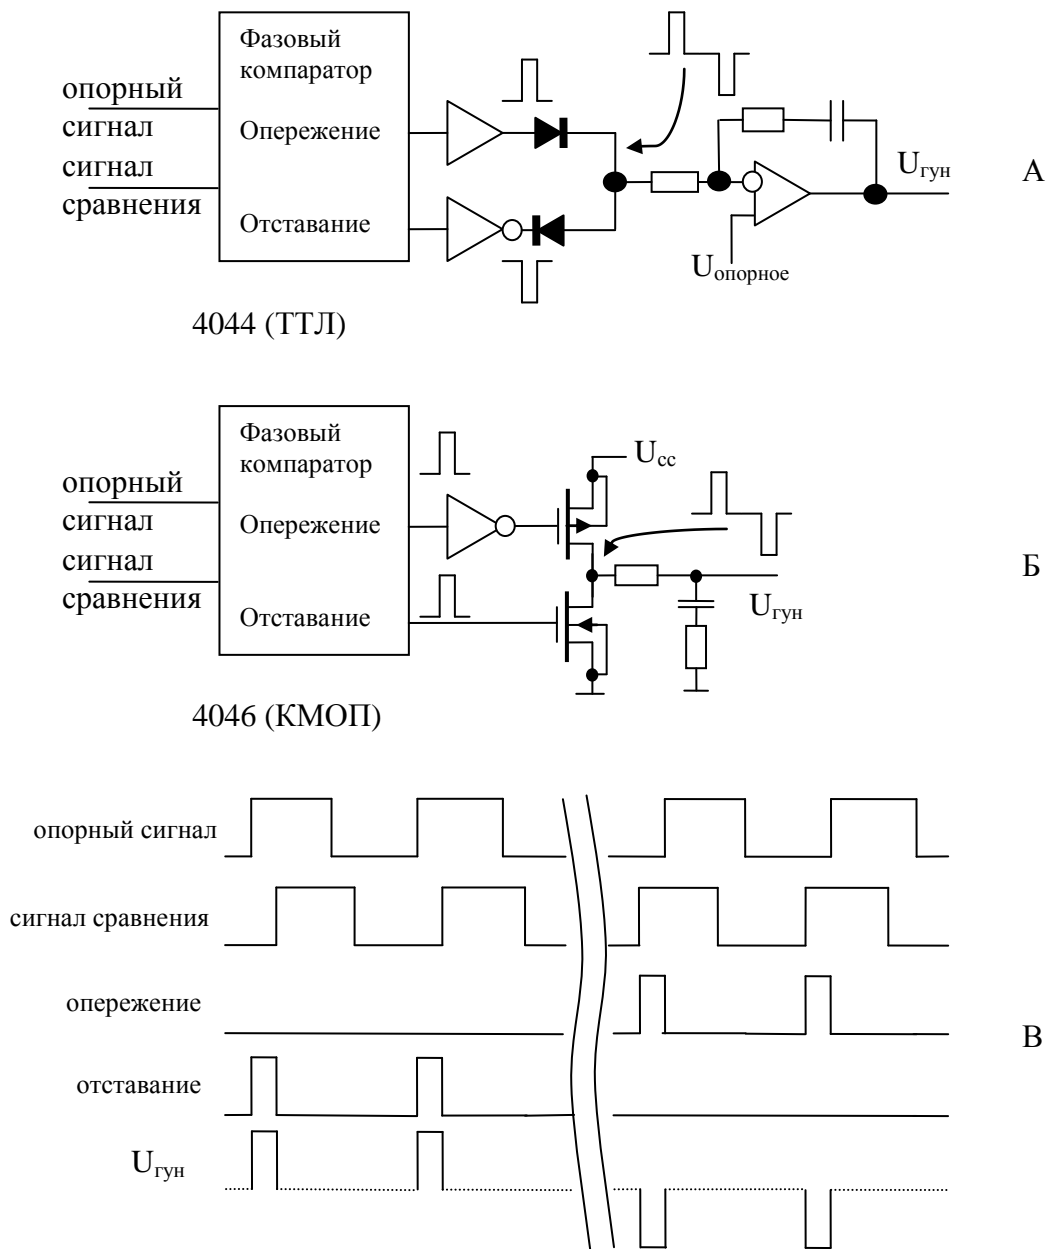 Фазовый
компаратор
опорный
сигнал
Опережение
сигнал
сравнения
Отставание
Uгун
А
Uопорное
4044 (ТТЛ)
Фазовый
компаратор
Uсс
опорный
сигнал
Опережение
сигнал
сравнения
Отставание
Uгун
Б
4046 (КМОП)
опорный сигнал
сигнал сравнения
опережение
В
отставание
Uгун